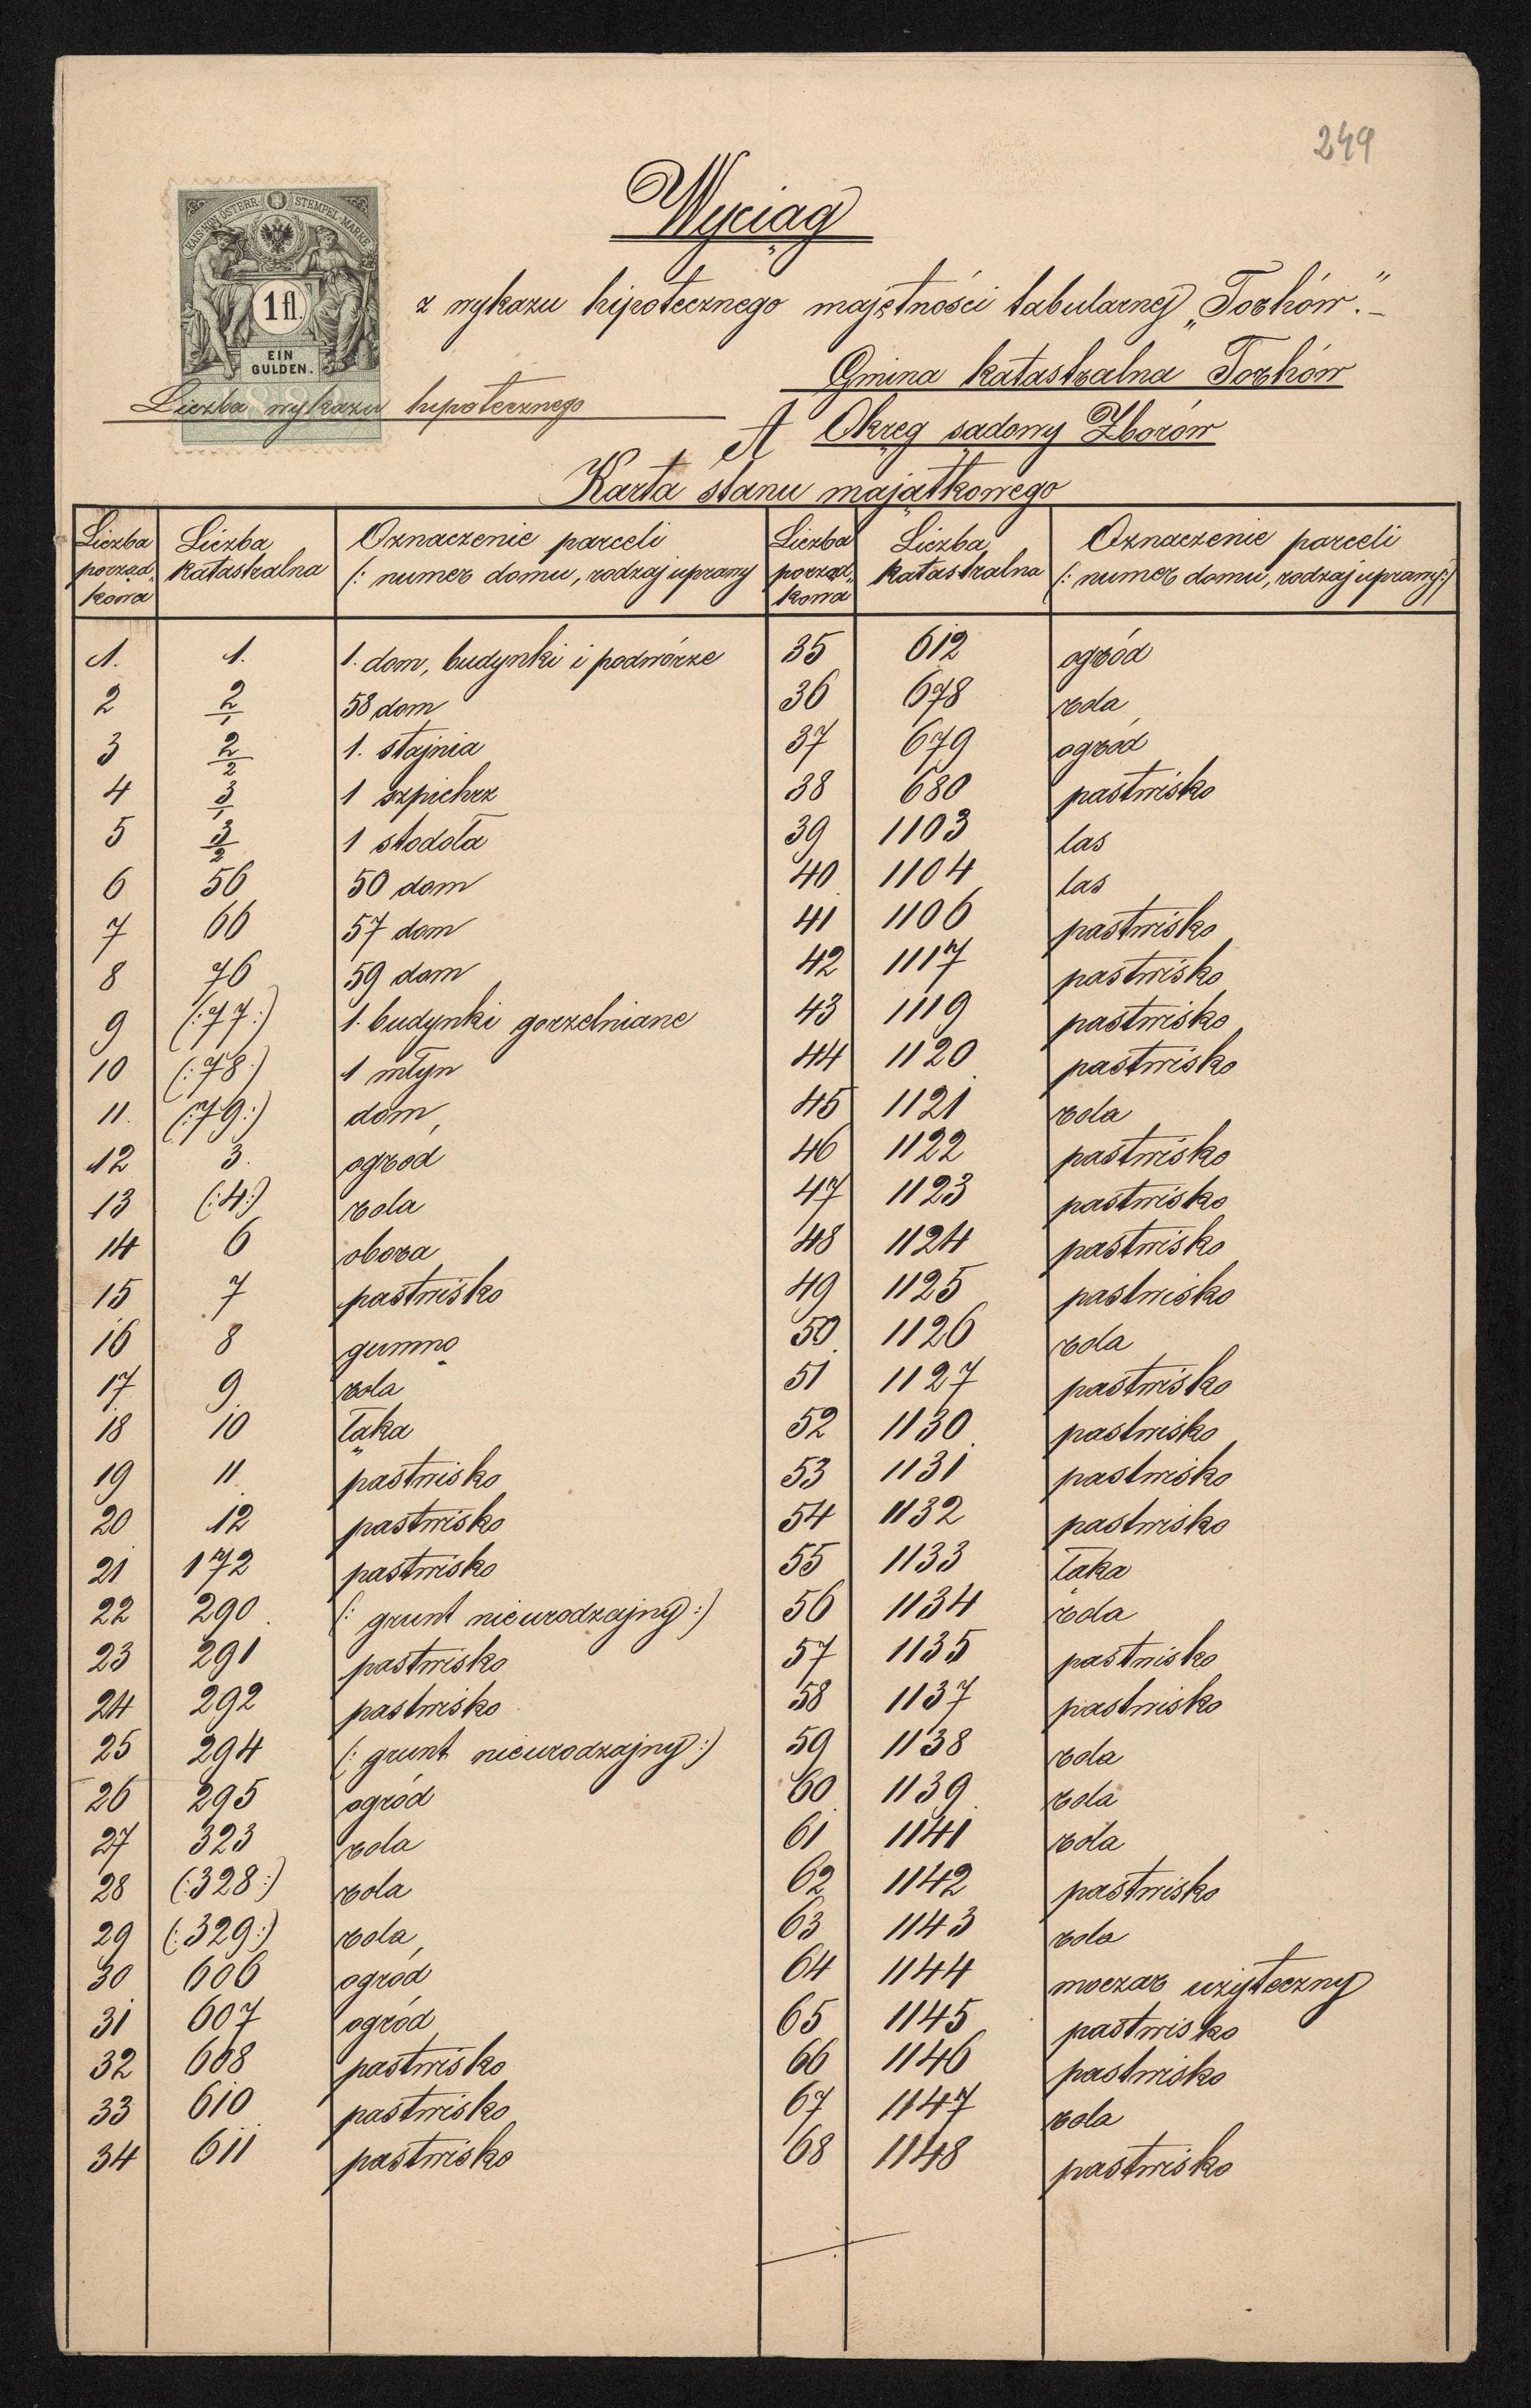 249
Wyciąg
KAIS. KÖN. ÖSTERR. STEMPEL-MARKE
1 fl.
EIN
GULDEN.
z wykazu hipotecznego majętności tabularnej „Torhów".–
Gmina katastralna Torhów
Liczba wykazu hipotecznego
A Okręg sądowy Zborów
Karta stanu majątkowego
Liczba porząd. kowa | Liczba katastralna | Oznaczenie parceli (: numer domu, rodzaj uprawy | Liczba porząd. kowa | Liczba katastralna | Oznaczenie parceli (: numer domu, rodzaj uprawy :)
1. 1. 1. dom, budynki i podwórze 35 612 ogród
2 2/1 58 dom 36 678 rola
3 2/2 1. stajnia 37 679 ogród
4 3/1 1 szpichrz 38 680 pastwisko
5 3/2 1 stodoła 39 1103 las
6 56 50 dom 40 1104 las
7 66 57 dom 41 1106 pastwisko
8 76 59 dom 42 1117 pastwisko
9 (:77:) 1. budynki gorzelniane 43 1119 pastwisko
10 (:78:) 1 młyn 44 1120 pastwisko
11. (:79:) dom 45 1121 rola
12 3. ogród 46 1122 pastwisko
13 (:4:) rola 47 1123 pastwisko
14 6 obora 48 1124 pastwisko
15 7 pastwisko 49 1125 pastwisko
16 8 gumno 50 1126 rola
17 9 rola 51 1127 pastwisko
18 10 łąka 52 1130 pastwisko
19 11. pastwisko 53 1131 pastwisko
20 12 pastwisko 54 1132 pastwisko
21 172 pastwisko 55 1133 łąka
22 290. (: grunt nieurodzajny :) 56 1134 rola
23 291 pastwisko 57 1135 pastwisko
24 292 pastwisko 58 1137 pastwisko
25 294 (: grunt nieurodzajny :) 59 1138 rola
26 295 ogród 60 1139 rola
27 323 rola 61 1141 rola
28 (:328:) rola 62 1142 pastwisko
29 (:329:) rola 63 1143 rola
30 606 ogród 64 1144 moczar użyteczny
31 607 ogród 65 1145 pastwisko
32 608 pastwisko 66 1146 pastwisko
33 610 pastwisko 67 1147 rola
34 611 pastwisko 68 1148 pastwisko